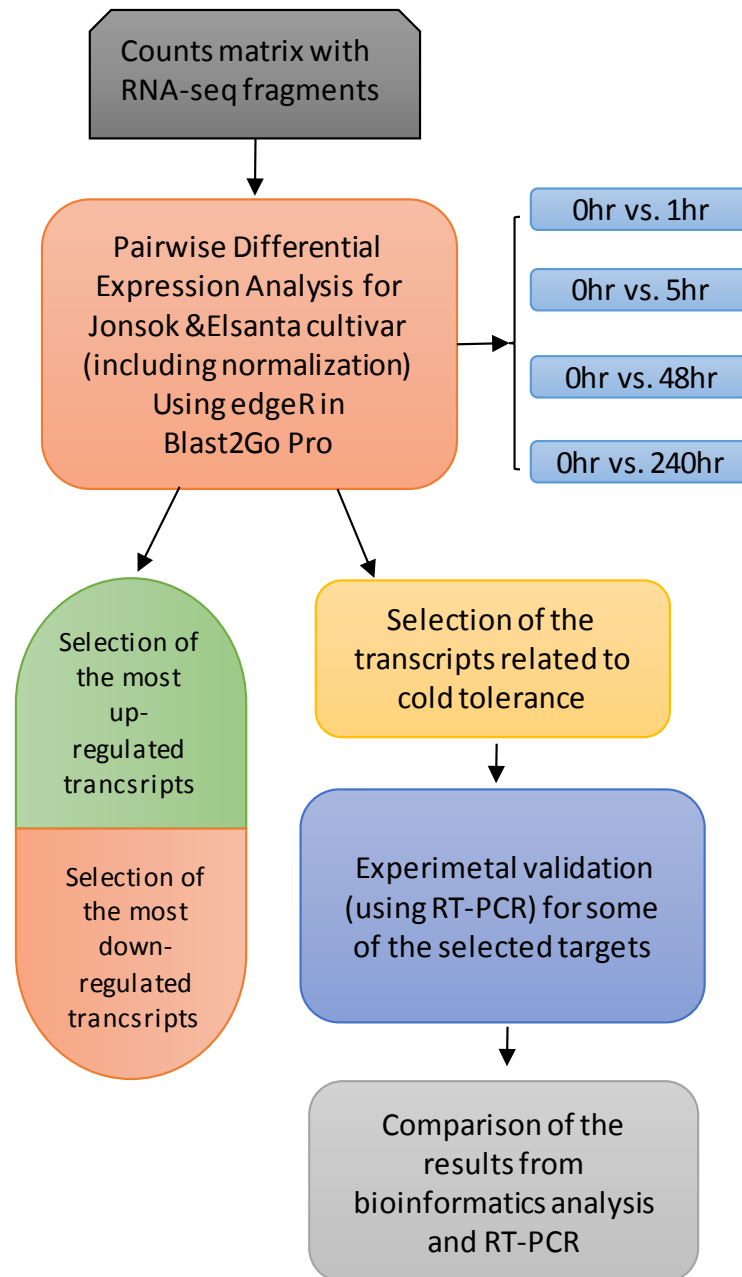 Counts matrix with
RNA-seq fragments
Pairwise Differential
Expression Analysis for
Jonsok &Elsanta cultivar
(including normalization)
Using edgeR in
Blast2Go Pro
0hr vs. 1hr
0hr vs. 5hr
0hr vs. 48hr
0hr vs. 240hr
Selection of
the most
up-
regulated
trancsripts
Selection of
the most
down-
regulated
trancsripts
Selection of the
transcripts related to
cold tolerance
Experimetal validation
(using RT-PCR) for some
of the selected targets
Comparison of the
results from
bioinformatics analysis
and RT-PCR